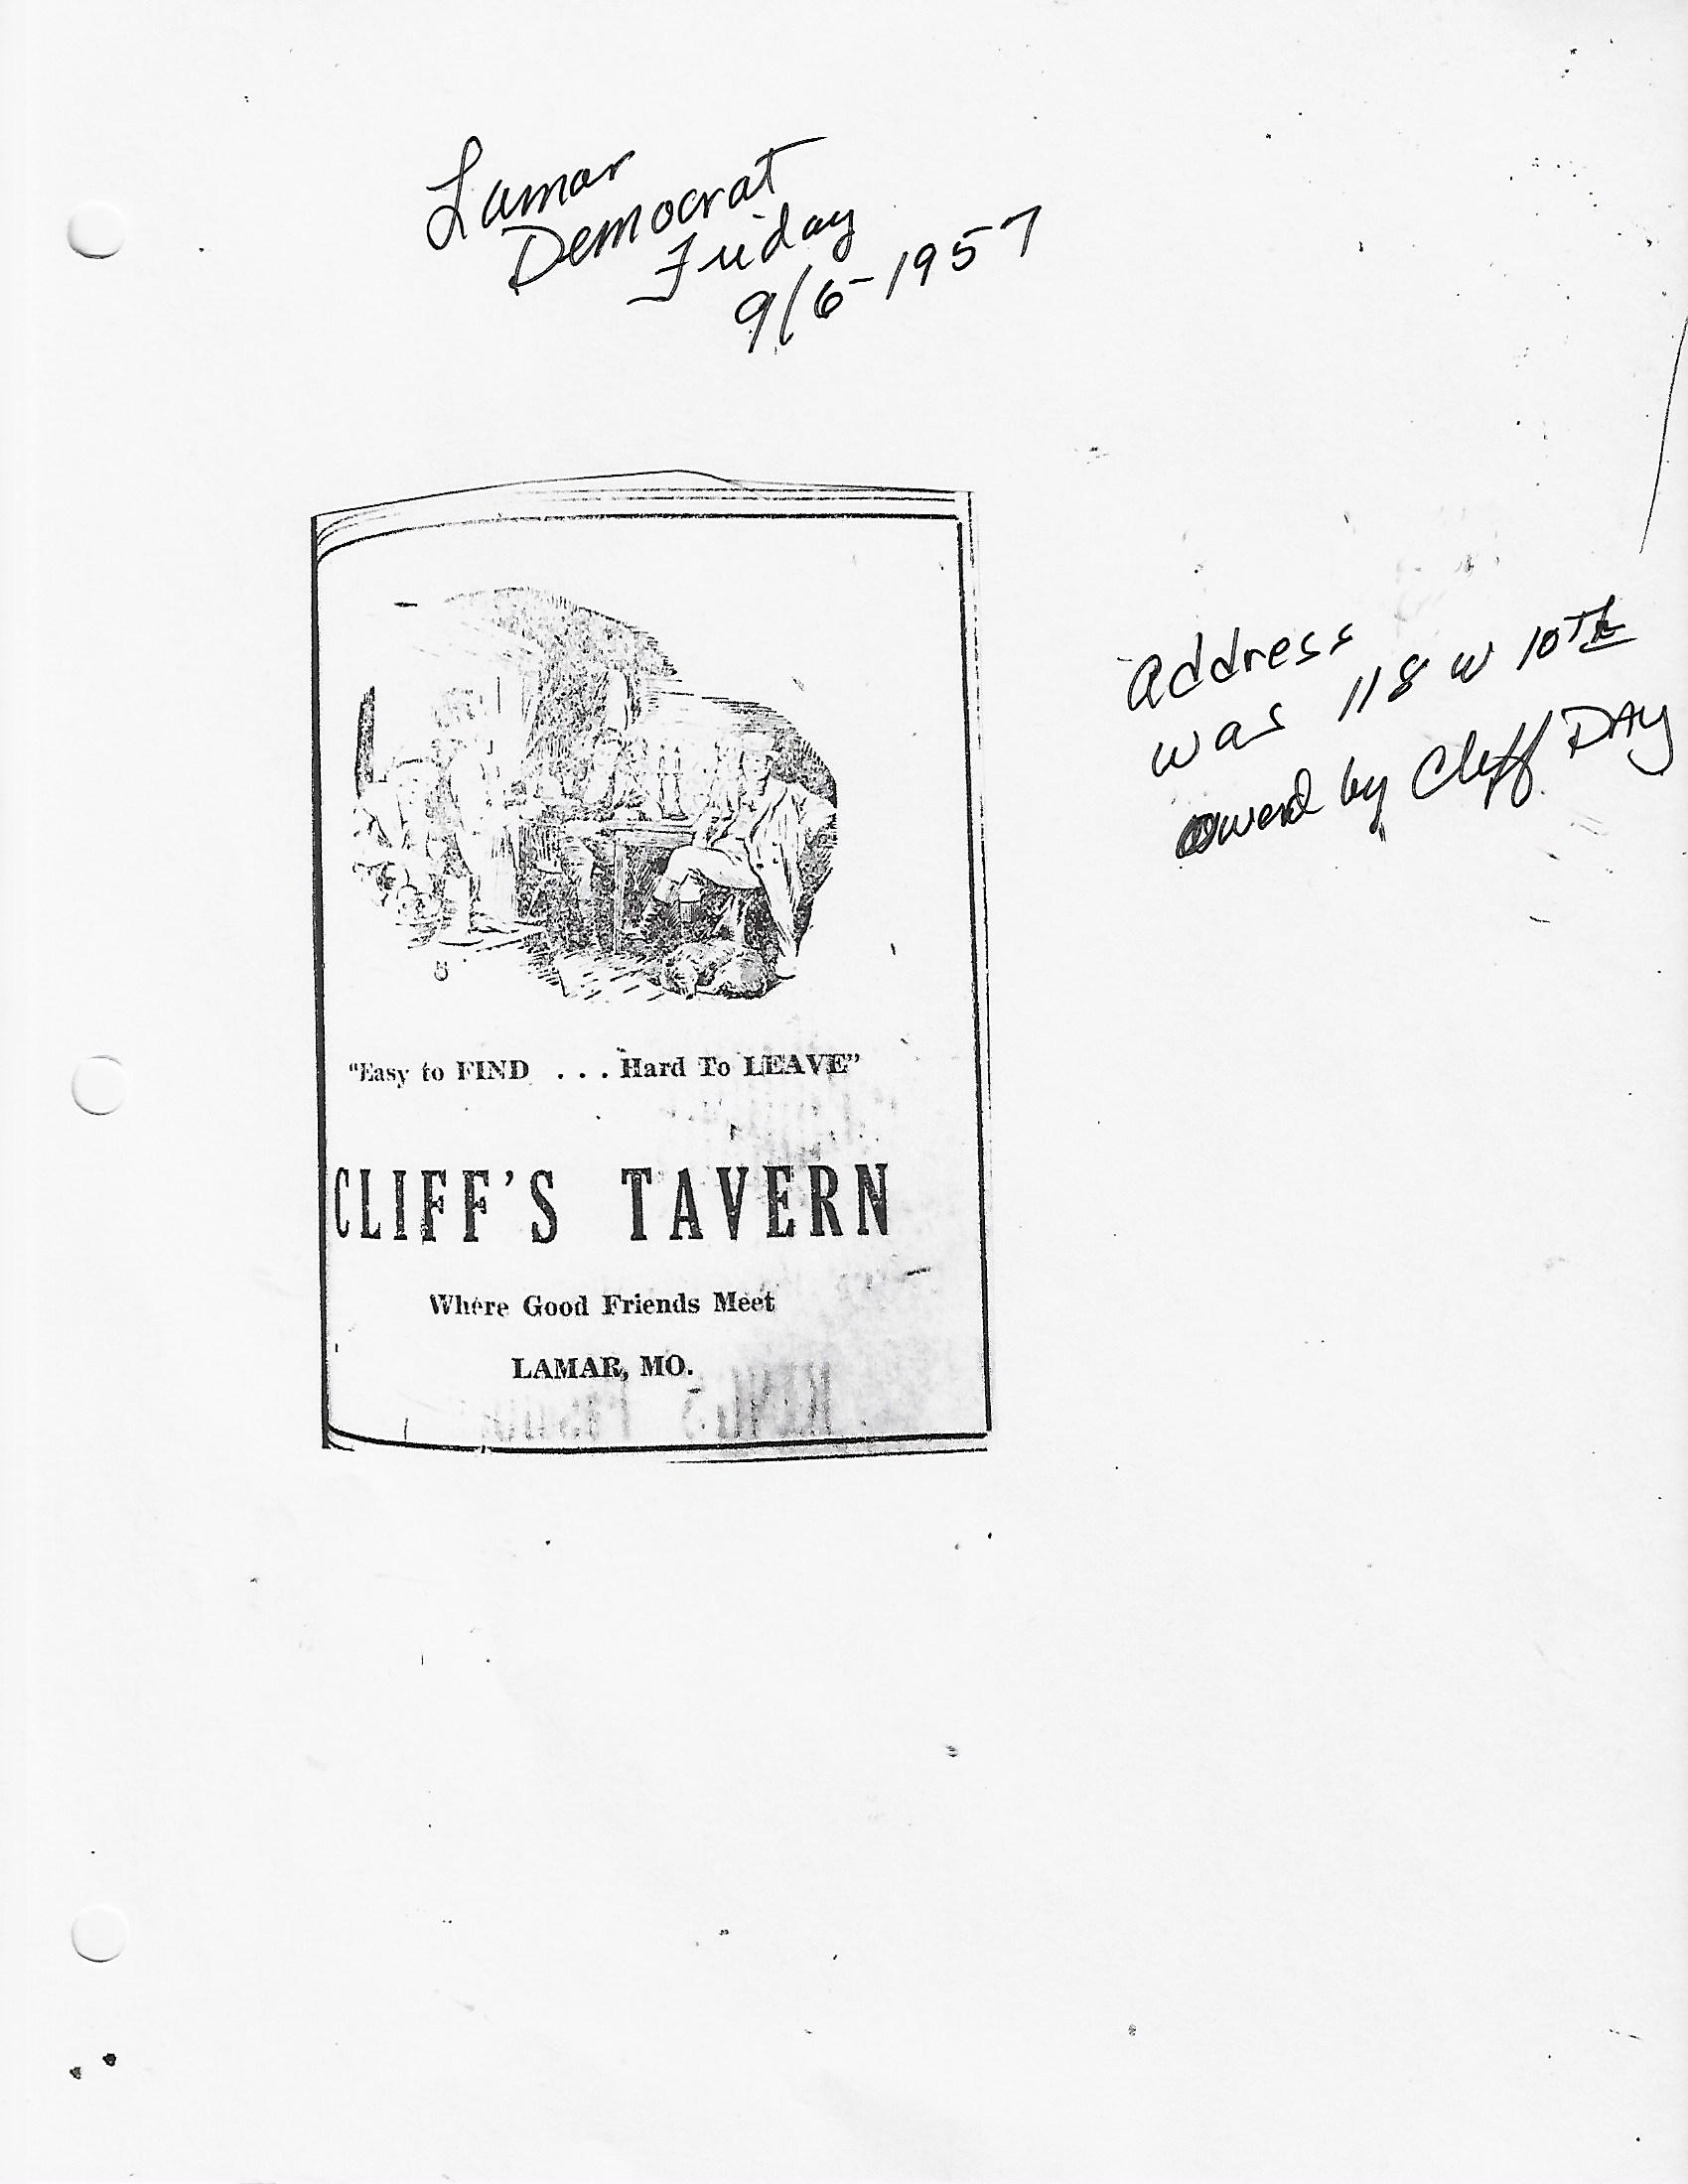 Lamar
Democrat
Friday
9/6-1957
address
was 118 W 10TH
owend by Cliff DAY
"Easy to FIND . . . Hard To LEAVE"
CLIFF'S TAVERN
Where Good Friends Meet
LAMAR, MO.